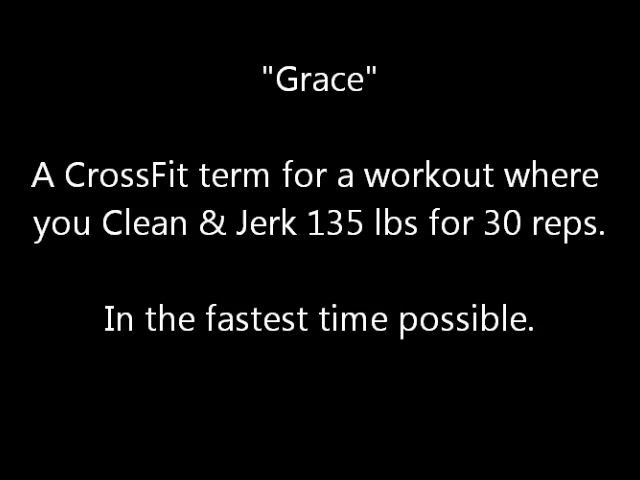 "Grace"
A CrossFit term for a workout where
you Clean & Jerk 135 lbs for 30 reps.
In the fastest time possible.